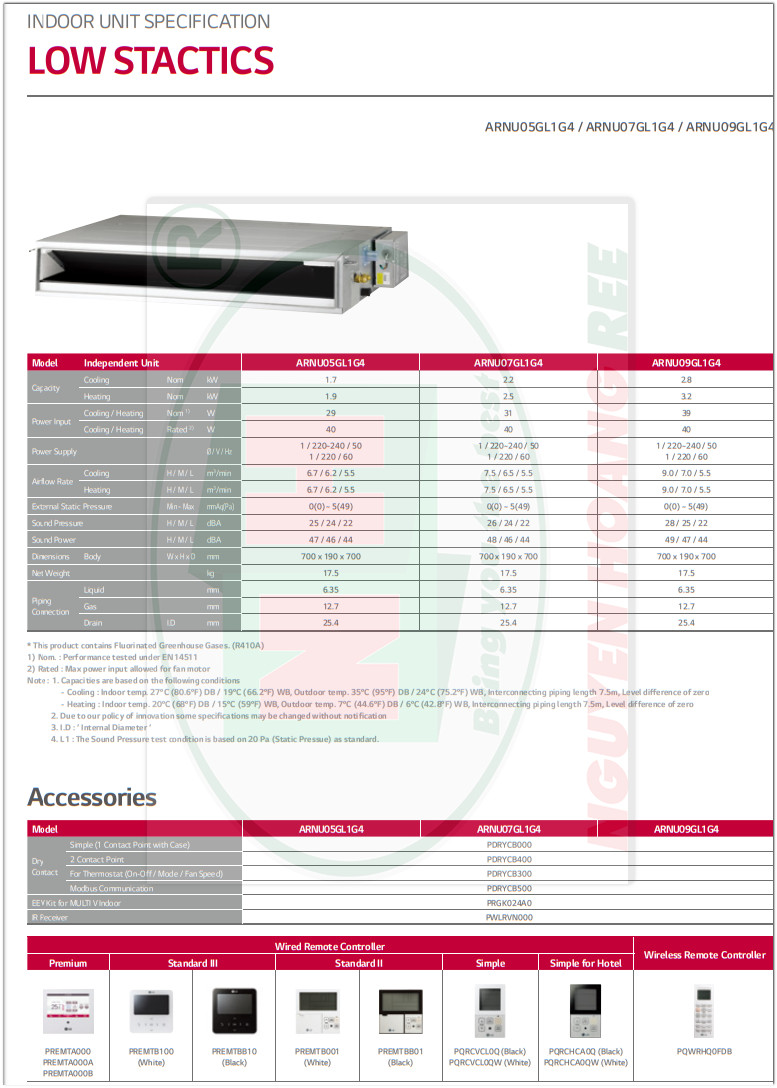 INDOOR UNIT SPECIFICATION
LOW STACTICS
ARNU05GL1G4 / ARNU07GL1G4 / ARNU09GL1G4
Model Independent Unit ARNU05GL1G4 ARNU07GL1G4 ARNU09GL1G4
Capacity Cooling Nom kW 1.7 2.2 2.8
Heating Nom kW 1.9 2.5 3.2
Power Input Cooling / Heating Nom 1) W 29 31 39
Cooling / Heating Rated 2) W 40 40 40
Power Supply Ø / V / Hz 1 / 220-240 / 50 1 / 220-240 / 50 1 / 220-240 / 50
1 / 220 / 60 1 / 220 / 60 1 / 220 / 60
Airflow Rate Cooling H / M / L m³/min 6.7 / 6.2 / 5.5 7.5 / 6.5 / 5.5 9.0 / 7.0 / 5.5
Heating H / M / L m³/min 6.7 / 6.2 / 5.5 7.5 / 6.5 / 5.5 9.0 / 7.0 / 5.5
External Static Pressure Min ~ Max mmAq(Pa) 0(0) ~ 5(49) 0(0) ~ 5(49) 0(0) ~ 5(49)
Sound Pressure H / M / L dBA 25 / 24 / 22 26 / 24 / 22 28 / 25 / 22
Sound Power H / M / L dBA 47 / 46 / 44 48 / 46 / 44 49 / 47 / 44
Dimensions Body W x H x D mm 700 x 190 x 700 700 x 190 x 700 700 x 190 x 700
Net Weight kg 17.5 17.5 17.5
Piping Connection Liquid mm 6.35 6.35 6.35
Gas mm 12.7 12.7 12.7
Drain I.D mm 25.4 25.4 25.4
* This product contains Fluorinated Greenhouse Gases. (R410A)
1) Nom. : Performance tested under EN14511
2) Rated : Max power input allowed for fan motor
Note : 1. Capacities are based on the following conditions
- Cooling : Indoor temp. 27°C (80.6°F) DB / 19°C (66.2°F) WB, Outdoor temp. 35°C (95°F) DB / 24°C (75.2°F) WB, Interconnecting piping length 7.5m, Level difference of zero
- Heating : Indoor temp. 20°C (68°F) DB / 15°C (59°F) WB, Outdoor temp. 7°C (44.6°F) DB / 6°C (42.8°F) WB, Interconnecting piping length 7.5m, Level difference of zero
2. Due to our policy of innovation some specifications may be changed without notification
3. I.D : ' Internal Diameter '
4. L1 : The Sound Pressure test condition is based on 20 Pa (Static Pressue) as standard.
Bring you the best
NGUYEN HOANG REE
®
Accessories
Model ARNU05GL1G4 ARNU07GL1G4 ARNU09GL1G4
Dry Contact Simple (1 Contact Point with Case) PDRYCB000
2 Contact Point PDRYCB400
For Thermostat (On-Off / Mode / Fan Speed) PDRYCB300
Modbus Communication PDRYCB500
EEV Kit for MULTI V Indoor PRGK024A0
IR Feceiver PWLRVN000
Wired Remote Controller Wireless Remote Controller
Premium Standard III Standard II Simple Simple for Hotel
PREMTA000 PREMTB100 PREMTBB10 PREMTB001 PREMTBB01 PQRCVCL0Q (Black) PQRCHCA0Q (Black) PQWRHQ0FDB
PREMTA000A (White) (Black) (White) (Black) PQRCVCL0QW (White) PQRCHCA0QW (White)
PREMTA000B